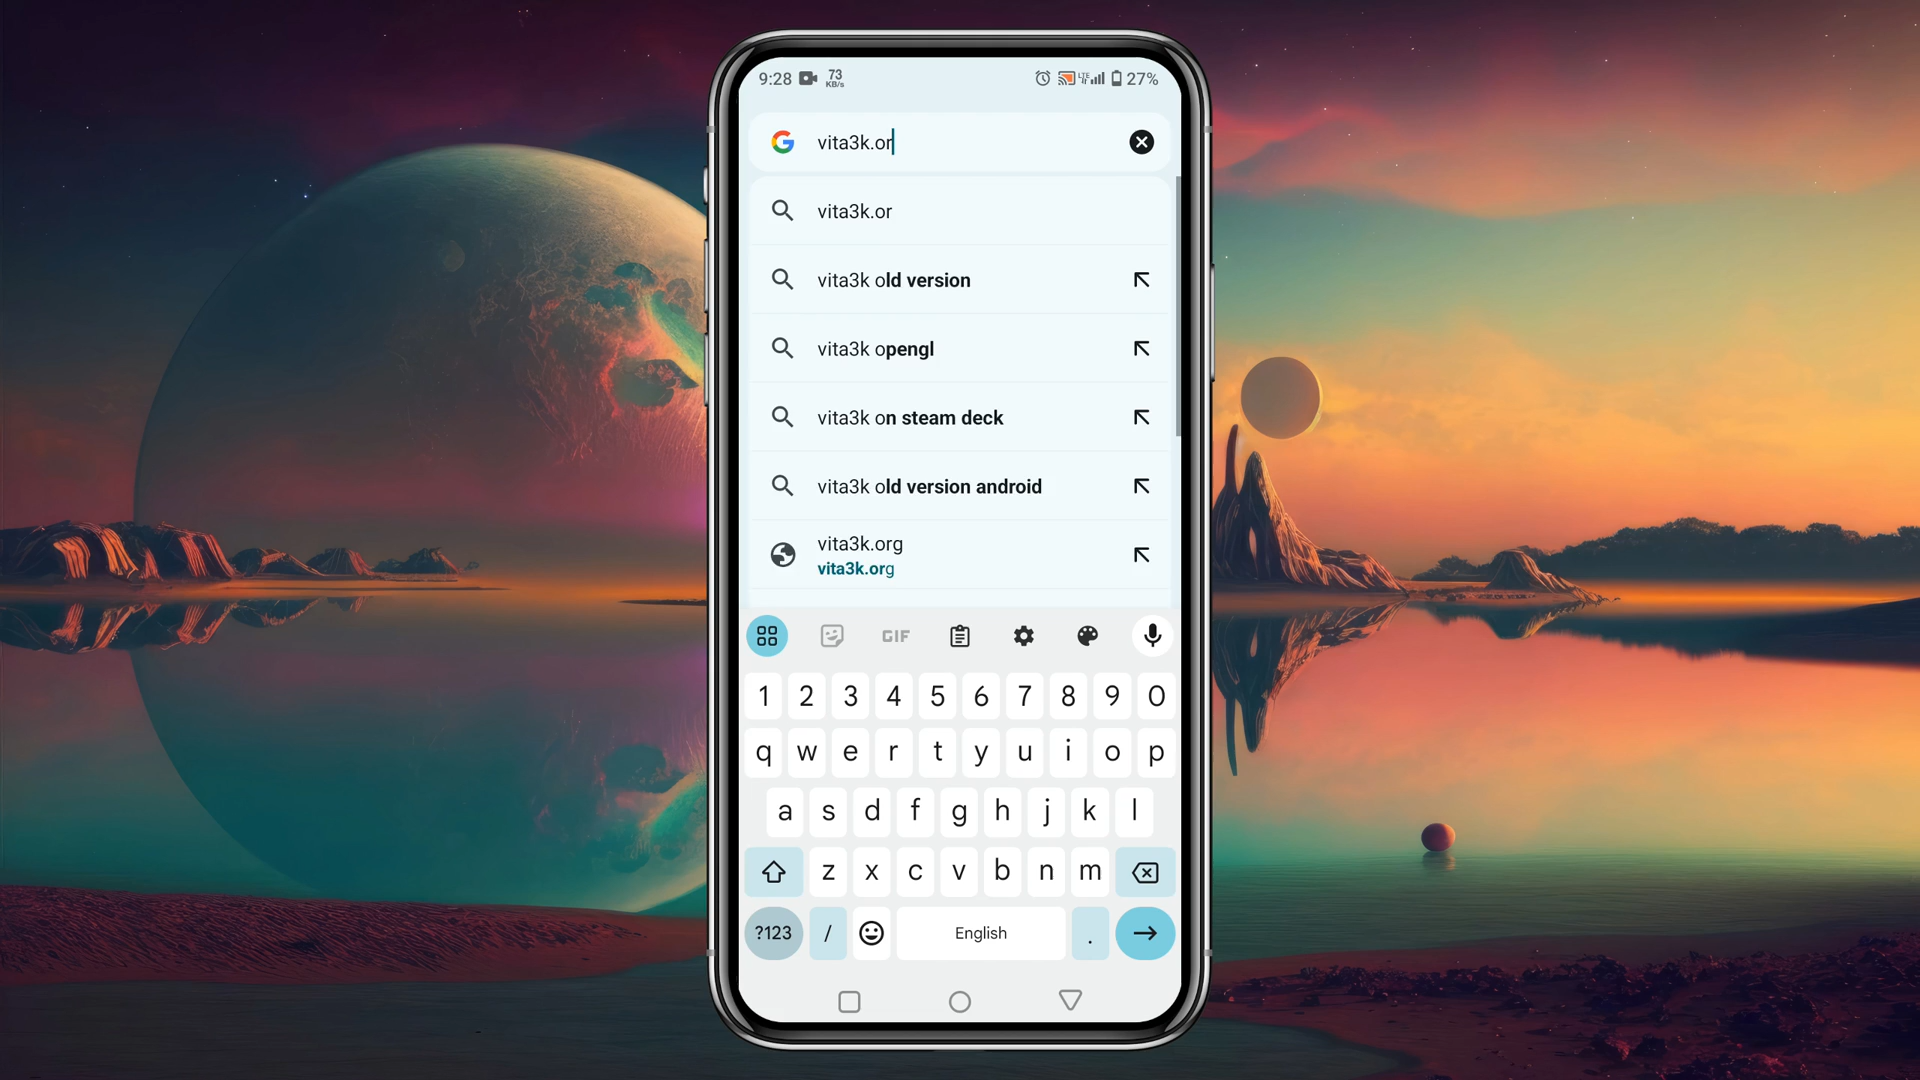 9:28 73 KB/s LTE 27%
vita3k.or
vita3k.or
vita3k old version
vita3k opengl
vita3k on steam deck
vita3k old version android
vita3k.org
vita3k.org
GIF
1 2 3 4 5 6 7 8 9 0
q w e r t y u i o p
a s d f g h j k l
z x c v b n m
?123 / English .